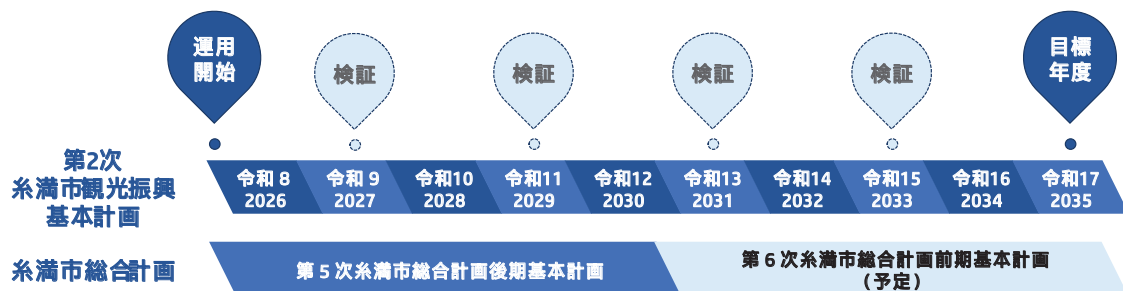 運用
開始
検証
検証
検証
検証
目標
年度
第2次
糸満市観光振興
基本計画
令和 8
2026
令和 9
2027
令和10
2028
令和11
2029
令和12
2030
令和13
2031
令和14
2032
令和15
2033
令和16
2034
令和17
2035
糸満市総合計画
第 5 次糸満市総合計画後期基本計画
第 6 次糸満市総合計画前期基本計画
(予定)